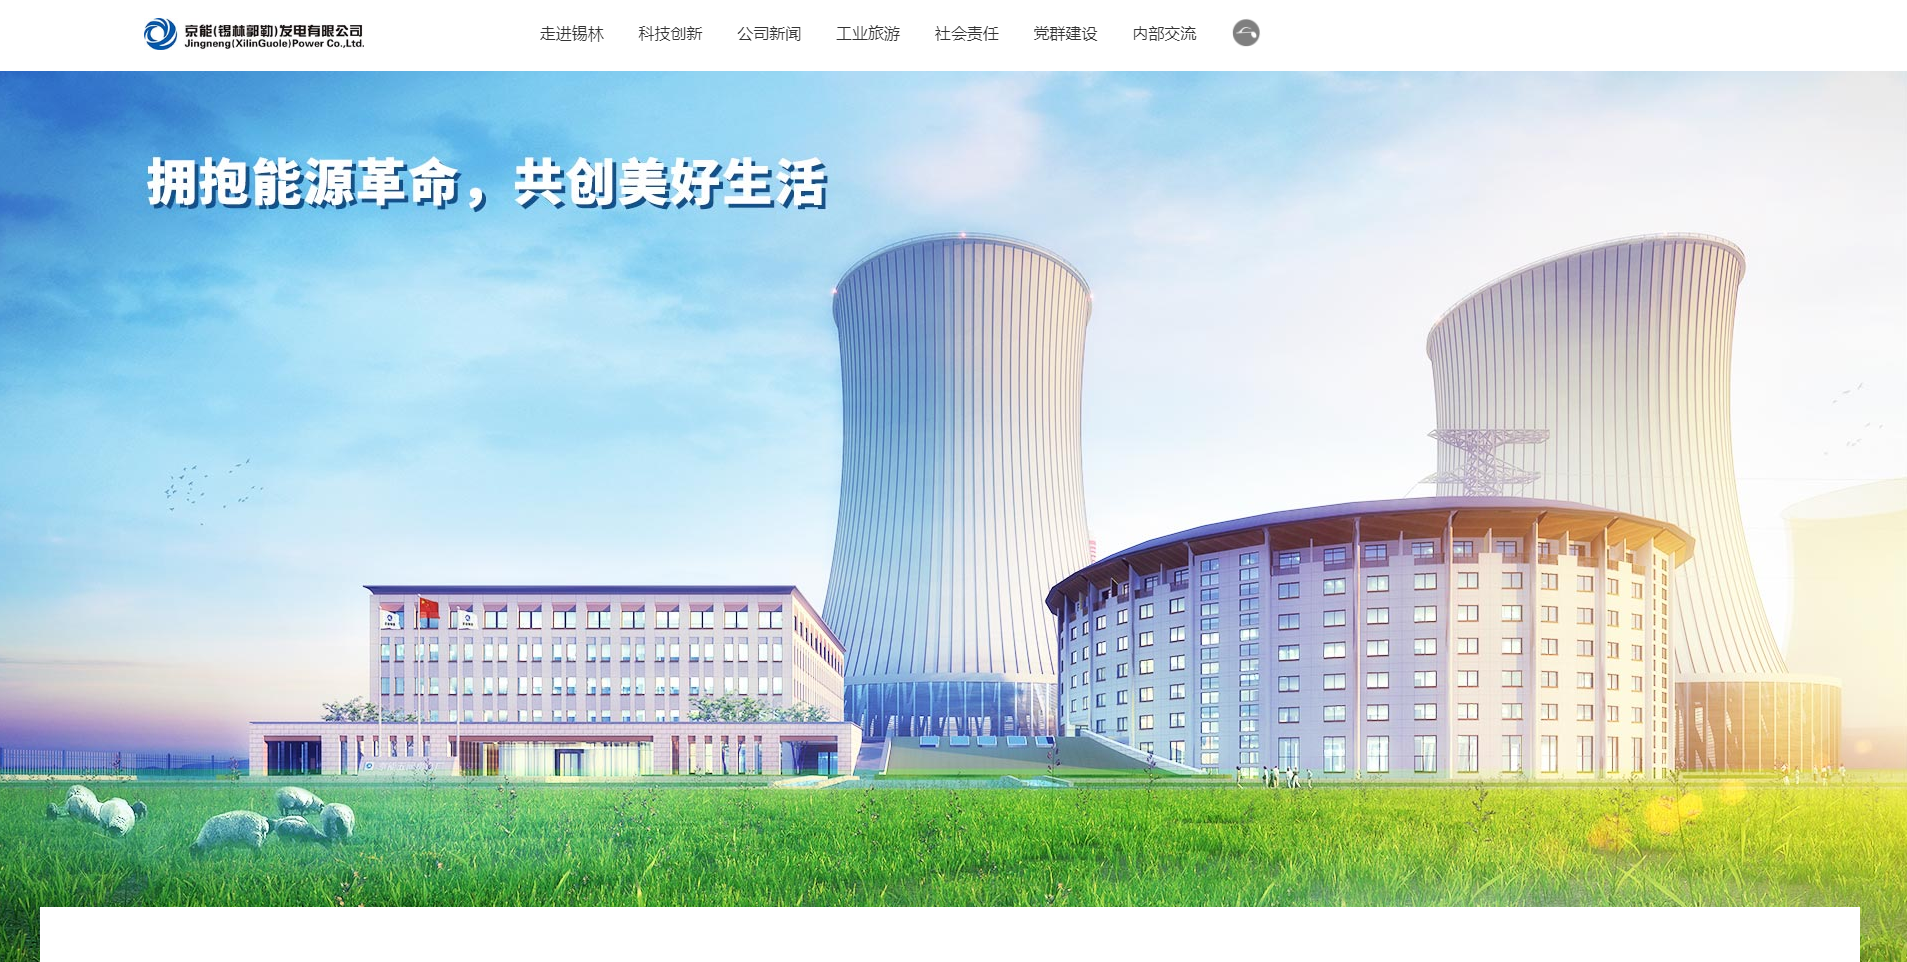 京能(锡林郭勒)发电有限公司
Jingneng(XilinGuole)Power Co.,Ltd.
走进锡林 科技创新 公司新闻 工业旅游 社会责任 党群建设 内部交流
拥抱能源革命，共创美好生活